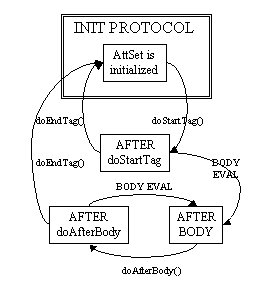 INIT PROTOCOL
AttSet is
initialized
doEndTag()
doStartTag()
AFTER
doStartTag
doEndTag()
BODY
EVAL
BODY EVAL
AFTER
doAfterBody
AFTER
BODY
doAfterBody()